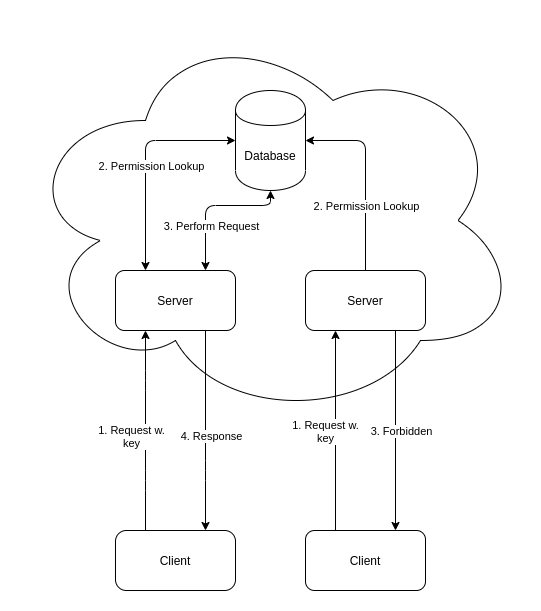 Database
2. Permission Lookup
2. Permission Lookup
3. Perform Request
Server
Server
1. Request w.
key
4. Response
1. Request w.
key
3. Forbidden
Client
Client